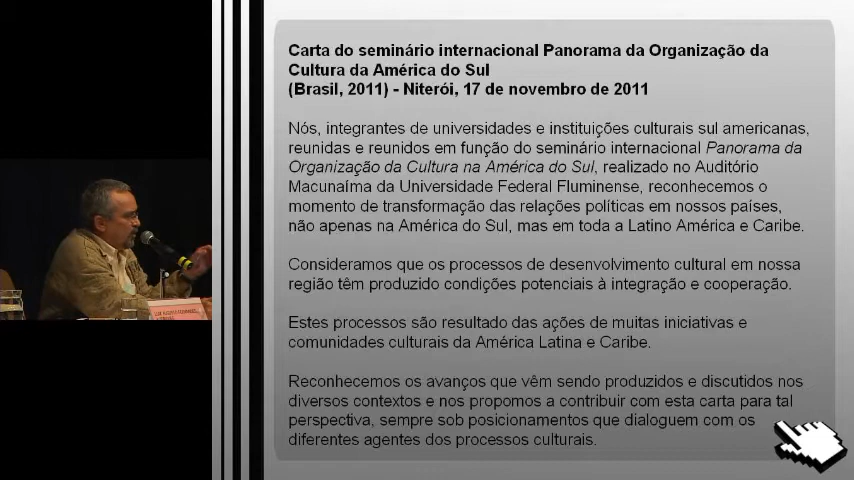 Carta do seminário internacional Panorama da Organização da
Cultura da América do Sul
(Brasil, 2011) - Niterói, 17 de novembro de 2011
Nós, integrantes de universidades e instituições culturais sul americanas,
reunidas e reunidos em função do seminário internacional Panorama da
Organização da Cultura na América do Sul, realizado no Auditório
Macunaíma da Universidade Federal Fluminense, reconhecemos o
momento de transformação das relações políticas em nossos países,
não apenas na América do Sul, mas em toda a Latino América e Caribe.
Consideramos que os processos de desenvolvimento cultural em nossa
região têm produzido condições potenciais à integração e cooperação.
Estes processos são resultado das ações de muitas iniciativas e
comunidades culturais da América Latina e Caribe.
Reconhecemos os avanços que vêm sendo produzidos e discutidos nos
diversos contextos e nos propomos a contribuir com esta carta para tal
perspectiva, sempre sob posicionamentos que dialoguem com os
diferentes agentes dos processos culturais.